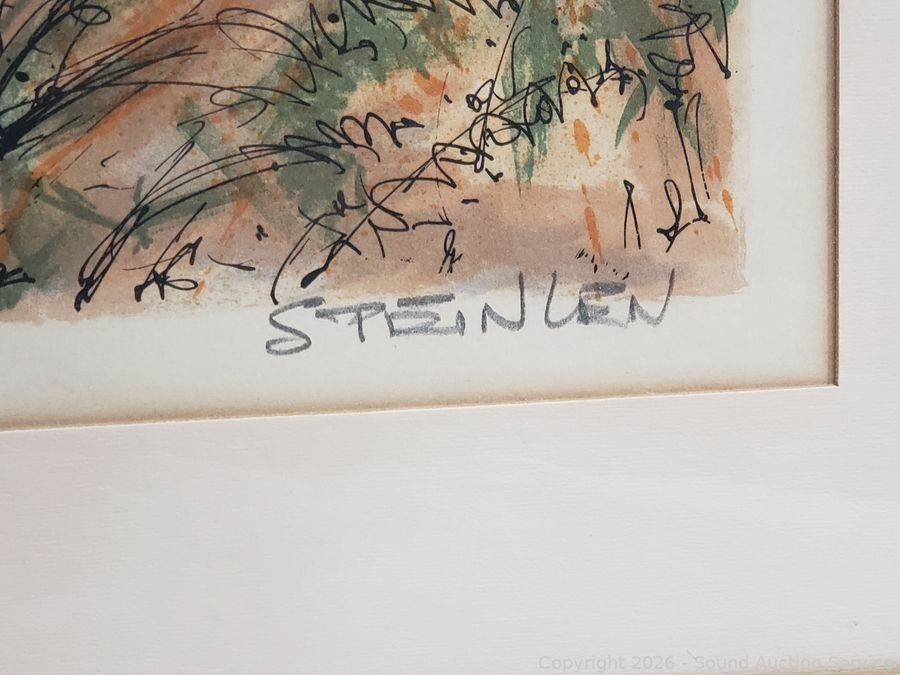 STEINLEN
Copyright 2026 - Sound Auction Service